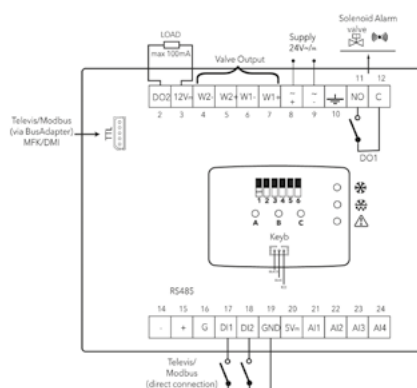 Solenoid Alarm
valve
LOAD
max 100mA
Supply
24V~/=
Valve Output
11 12
DO2 12V= W2- W2+ W1- W1+ ~ + ~ - NO C
2 3 4 5 6 7 8 9 10
DO1
Televis/Modbus
(via BusAdapter)
MFK/DMI
TTL
1 2 3 4 5 6
A B C
Keyb
RS485
14 15 16 17 18 19 20 21 22 23 24
- + G DI1 DI2 GND 5V= AI1 AI2 AI3 AI4
Televis/
Modbus
(direct connection)